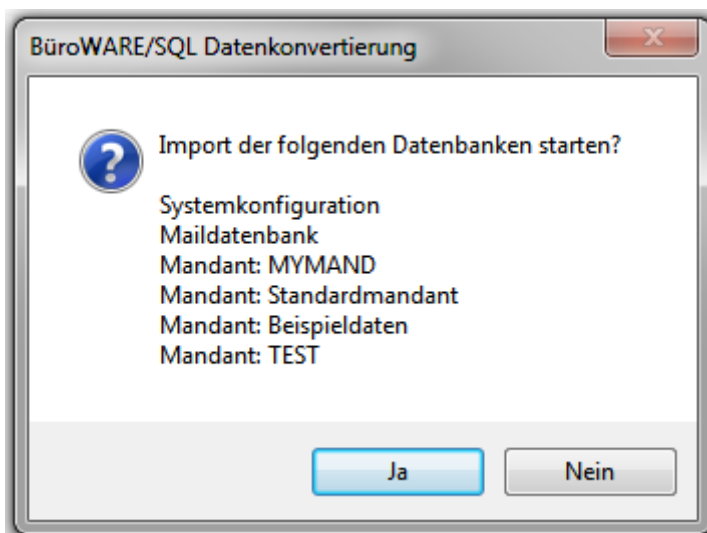 BüroWARE/SQL Datenkonvertierung
Import der folgenden Datenbanken starten?
Systemkonfiguration
Maildatenbank
Mandant: MYMAND
Mandant: Standardmandant
Mandant: Beispieldaten
Mandant: TEST
Ja
Nein